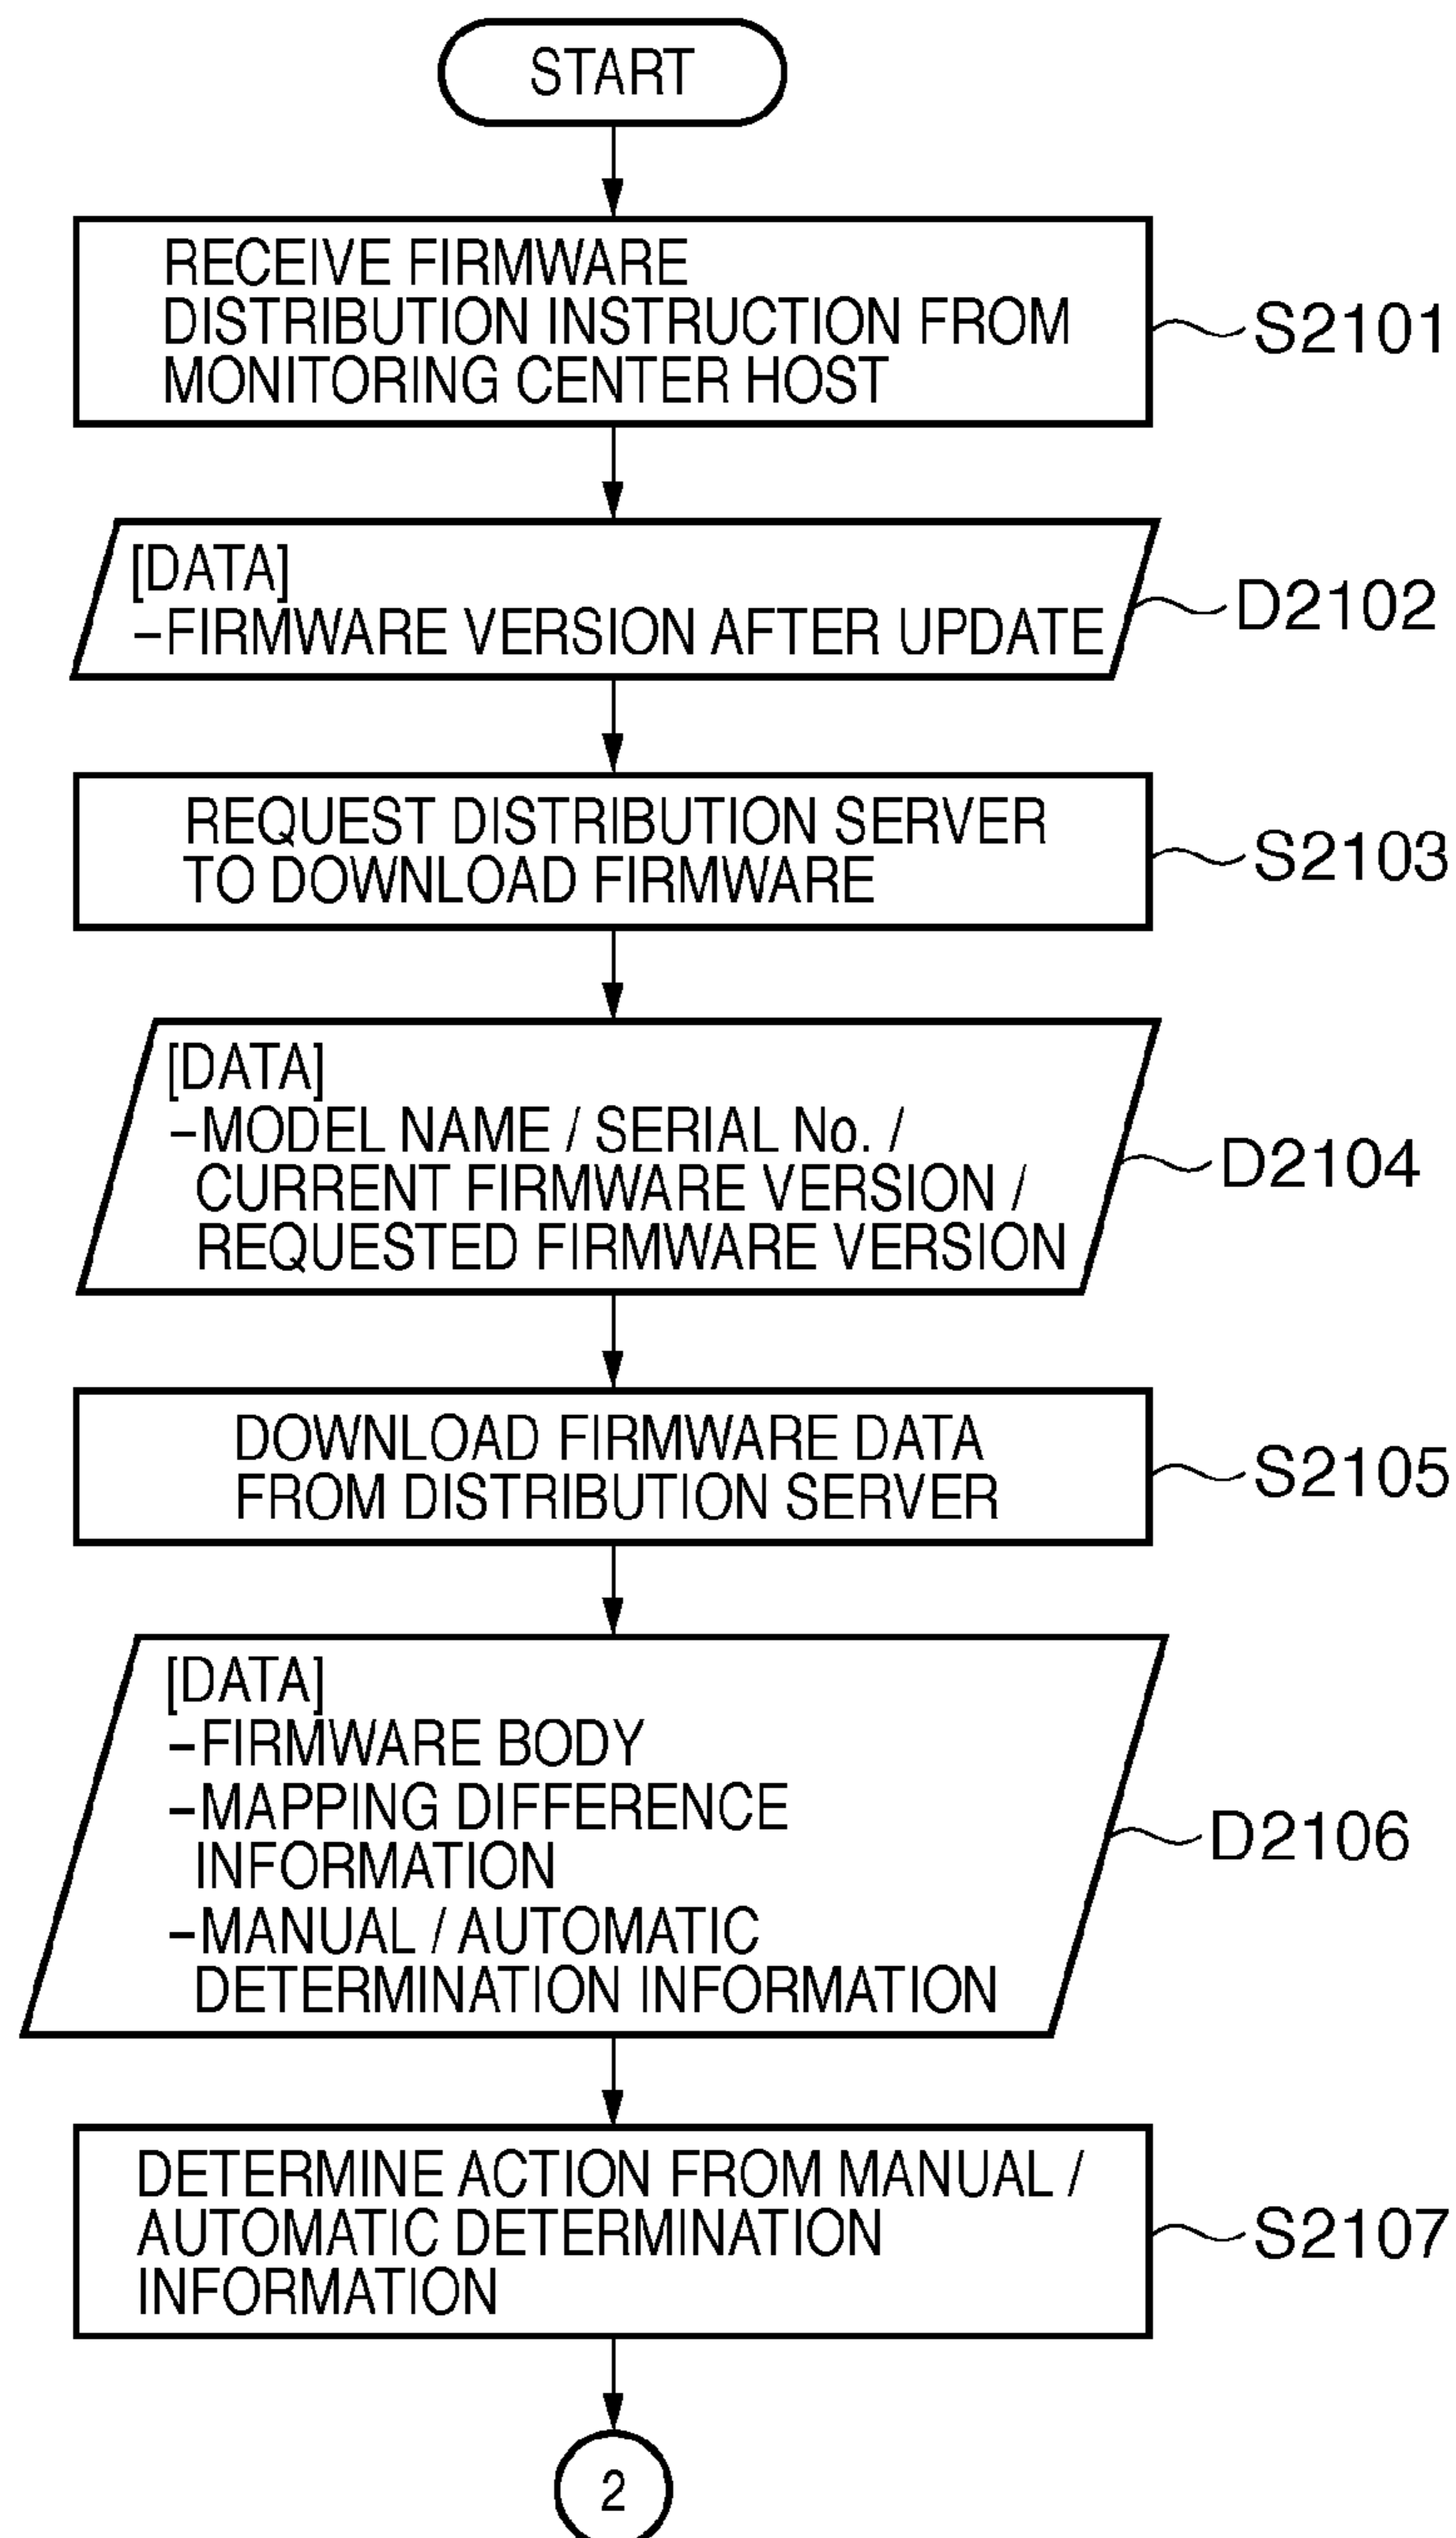 START
RECEIVE FIRMWARE
DISTRIBUTION INSTRUCTION FROM
MONITORING CENTER HOST
S2101
[DATA]
–FIRMWARE VERSION AFTER UPDATE
D2102
REQUEST DISTRIBUTION SERVER
TO DOWNLOAD FIRMWARE
S2103
[DATA]
–MODEL NAME / SERIAL No. /
CURRENT FIRMWARE VERSION /
REQUESTED FIRMWARE VERSION
D2104
DOWNLOAD FIRMWARE DATA
FROM DISTRIBUTION SERVER
S2105
[DATA]
–FIRMWARE BODY
–MAPPING DIFFERENCE
INFORMATION
–MANUAL / AUTOMATIC
DETERMINATION INFORMATION
D2106
DETERMINE ACTION FROM MANUAL /
AUTOMATIC DETERMINATION
INFORMATION
S2107
2